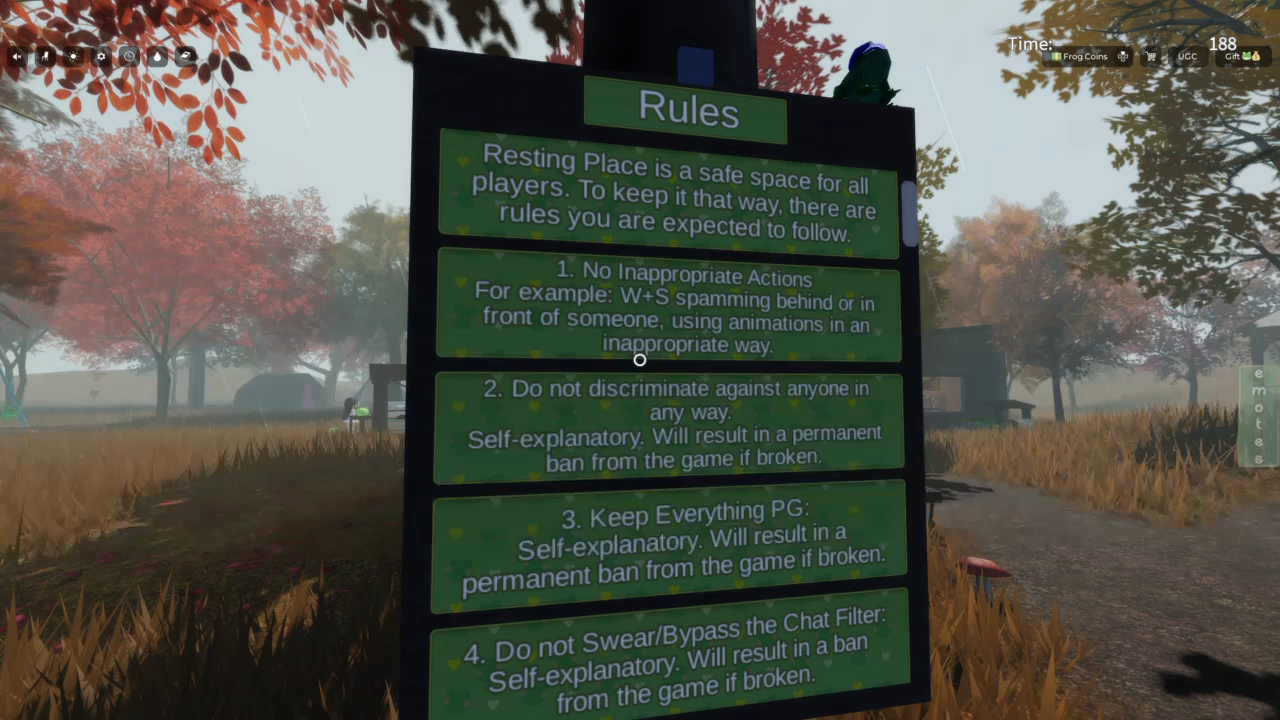 Time: 188
Frog Coins
UGC
Gift
Rules
Resting Place is a safe space for all
players. To keep it that way, there are
rules you are expected to follow.
1. No Inappropriate Actions
For example: W+S spamming behind or in
front of someone, using animations in an
inappropriate way.
2. Do not discriminate against anyone in
any way.
Self-explanatory. Will result in a permanent
ban from the game if broken.
3. Keep Everything PG:
Self-explanatory. Will result in a
permanent ban from the game if broken.
4. Do not Swear/Bypass the Chat Filter:
Self-explanatory. Will result in a ban
from the game if broken.
emotes